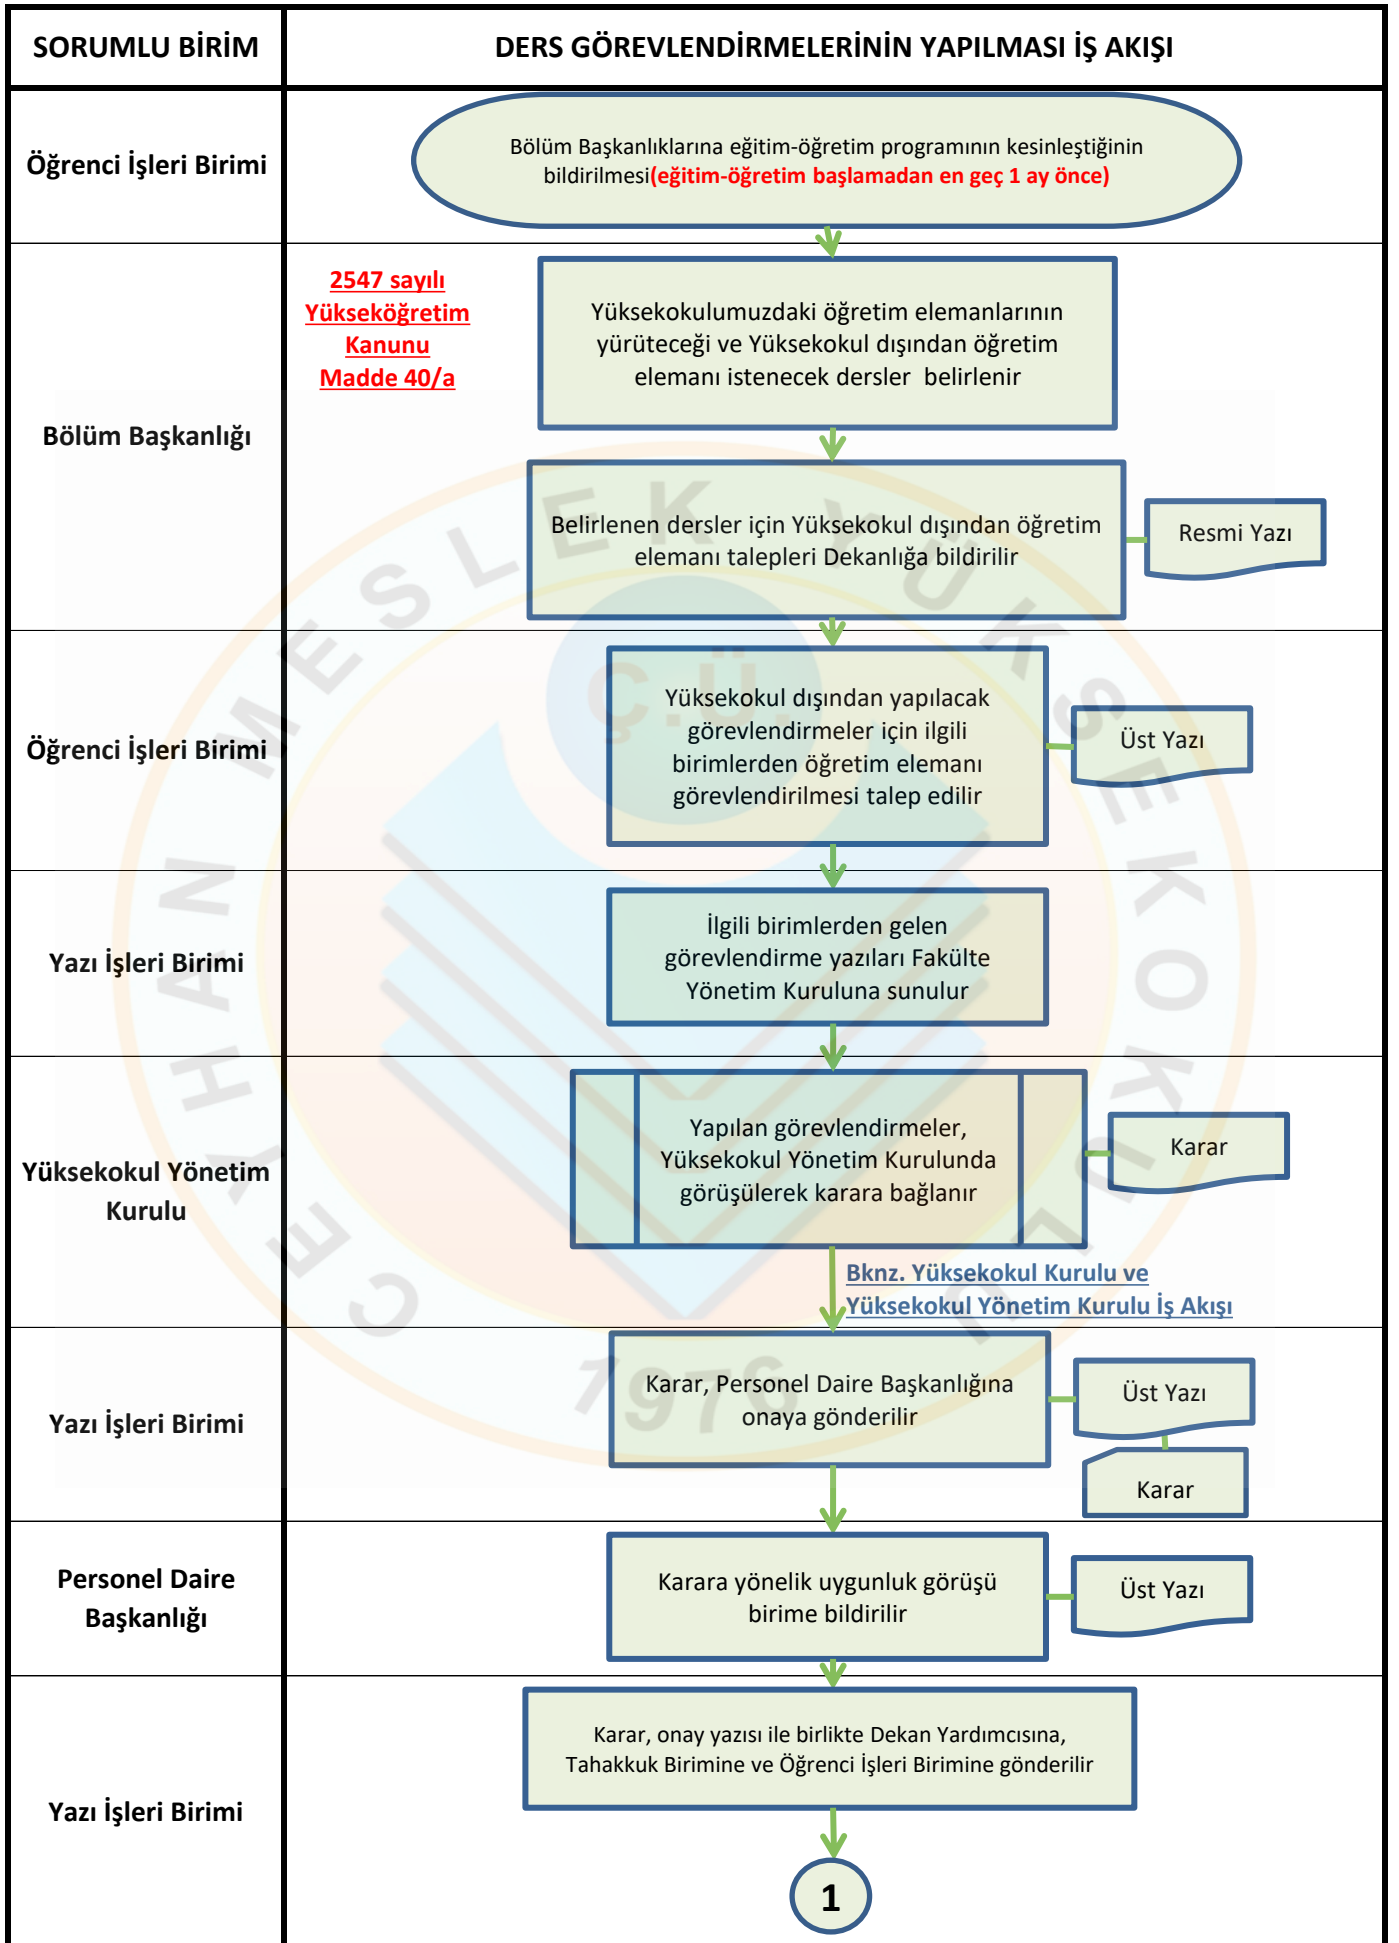 SORUMLU BİRİM
DERS GÖREVLENDİRMELERİNİN YAPILMASI İŞ AKIŞI
Öğrenci İşleri Birimi
Bölüm Başkanlıklarına eğitim-öğretim programının kesinleştiğinin
bildirilmesi(eğitim-öğretim başlamadan en geç 1 ay önce)
Bölüm Başkanlığı
2547 sayılı
Yükseköğretim
Kanunu
Madde 40/a
Yüksekokulumuzdaki öğretim elemanlarının
yürüteceği ve Yüksekokul dışından öğretim
elemanı istenecek dersler belirlenir
Belirlenen dersler için Yüksekokul dışından öğretim
elemanı talepleri Dekanlığa bildirilir
Resmi Yazı
Öğrenci İşleri Birimi
Yüksekokul dışından yapılacak
görevlendirmeler için ilgili
birimlerden öğretim elemanı
görevlendirilmesi talep edilir
Üst Yazı
Yazı İşleri Birimi
İlgili birimlerden gelen
görevlendirme yazıları Fakülte
Yönetim Kuruluna sunulur
Yüksekokul Yönetim
Kurulu
Yapılan görevlendirmeler,
Yüksekokul Yönetim Kurulunda
görüşülerek karara bağlanır
Karar
Bknz. Yüksekokul Kurulu ve
Yüksekokul Yönetim Kurulu İş Akışı
Yazı İşleri Birimi
Karar, Personel Daire Başkanlığına
onaya gönderilir
Üst Yazı
Karar
Personel Daire
Başkanlığı
Karara yönelik uygunluk görüşü
birime bildirilir
Üst Yazı
Yazı İşleri Birimi
Karar, onay yazısı ile birlikte Dekan Yardımcısına,
Tahakkuk Birimine ve Öğrenci İşleri Birimine gönderilir
1
CEYHAN MESLEK YÜKSEKOKULU
Ç.Ü.
1976